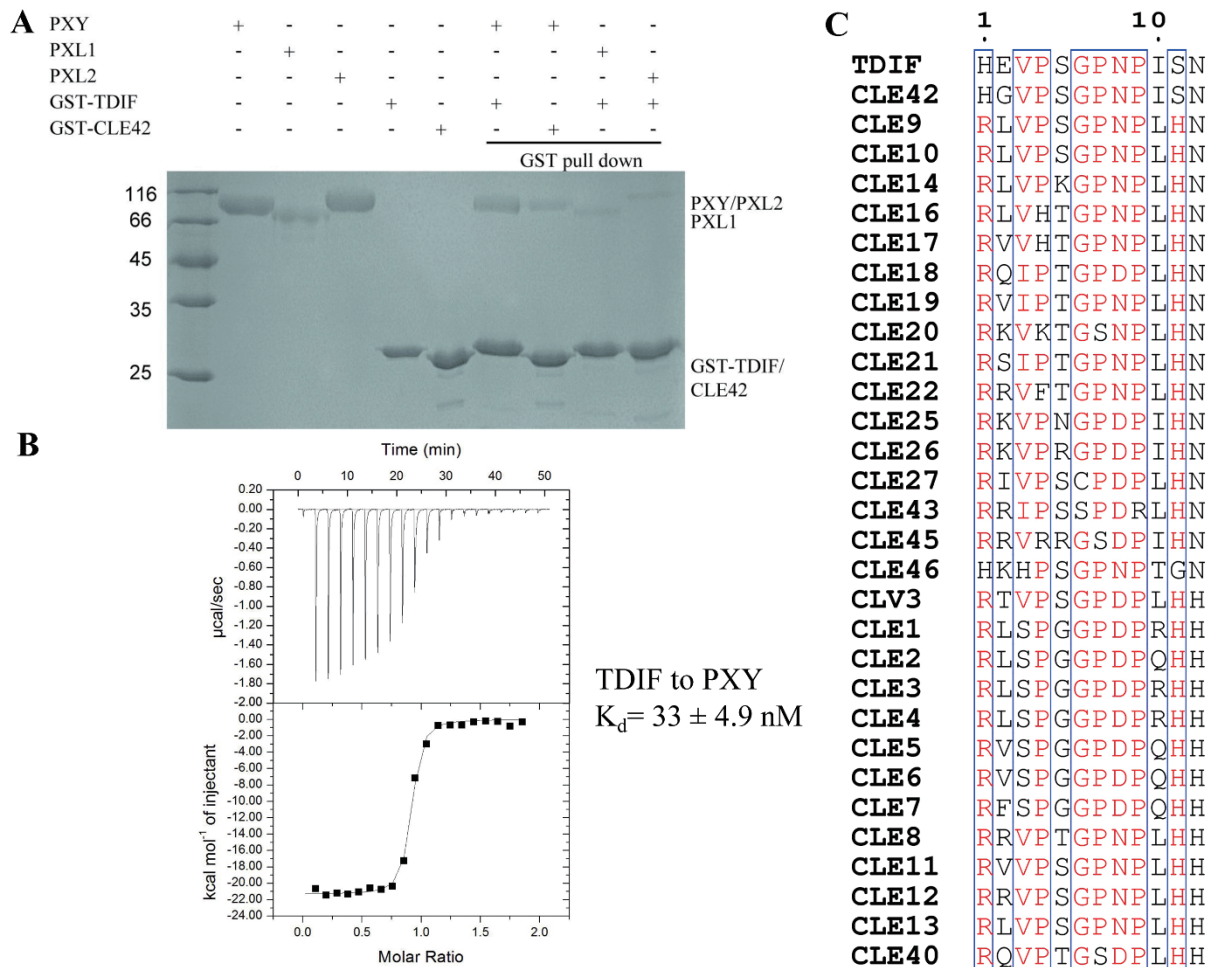 A
PXY + - - - - + + - -
PXL1 - + - - - - - + -
PXL2 - - + - - - - - +
GST-TDIF - - - + - + - + +
GST-CLE42 - - - - + - + - -
GST pull down
116
66
45
35
25
PXY/PXL2
PXL1
GST-TDIF/
CLE42
B
Time (min)
0 10 20 30 40 50
0.20
0.00
-0.20
-0.40
-0.60
-0.80
-1.00
-1.20
-1.40
-1.60
-1.80
-2.00
µcal/sec
0.00
-2.00
-4.00
-6.00
-8.00
-10.00
-12.00
-14.00
-16.00
-18.00
-20.00
-22.00
-24.00
kcal mol⁻¹ of injectant
0.0 0.5 1.0 1.5 2.0
Molar Ratio
TDIF to PXY
Kd= 33 ± 4.9 nM
C
1 10
TDIF HEVPSGPNPISN
CLE42 HGVPSGPNPISN
CLE9 RLVPSGPNPLHN
CLE10 RLVPSGPNPLHN
CLE14 RLVPKGPNPLHN
CLE16 RLVHTGPNPLHN
CLE17 RVVHTGPNPLHN
CLE18 RQIPTGPDPLHN
CLE19 RVIPTGPNPLHN
CLE20 RKVKTGSNPLHN
CLE21 RSIPTGPNPLHN
CLE22 RRVFTGPNPLHN
CLE25 RKVPNGPDPIHN
CLE26 RKVPRGPDPIHN
CLE27 RIVPSCPDPLHN
CLE43 RRIPSSPDRLHN
CLE45 RRVRRGSDPIHN
CLE46 HKHPSGPNPTGN
CLV3 RTVPSGPDPLHH
CLE1 RLSPGGPDPRHH
CLE2 RLSPGGPDPQHH
CLE3 RLSPGGPDPRHH
CLE4 RLSPGGPDPRHH
CLE5 RVSPGGPDPQHH
CLE6 RVSPGGPDPQHH
CLE7 RFSPGGPDPQHH
CLE8 RRVPTGPNPLHH
CLE11 RVVPSGPNPLHH
CLE12 RRVPSGPNPLHH
CLE13 RLVPSGPNPLHH
CLE40 RQVPTGSDPLHH